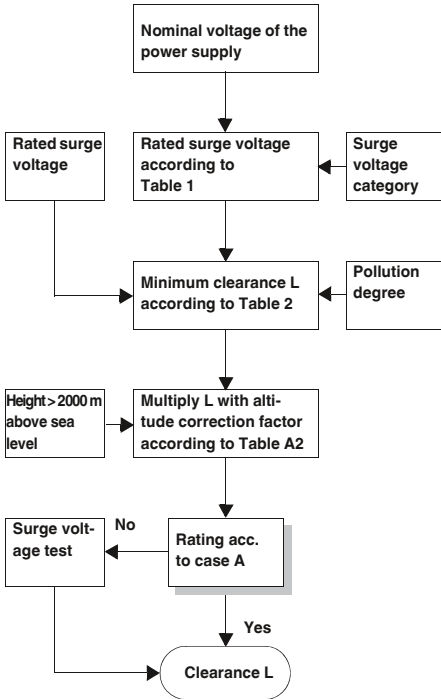 Nominal voltage of the
power supply
Rated surge
voltage
Rated surge voltage
according to
Table 1
Surge
voltage
category
Minimum clearance L
according to Table 2
Pollution
degree
Height > 2000 m
above sea
level
Multiply L with alti-
tude correction factor
according to Table A2
Surge volt-
age test
No
Rating acc.
to case A
Yes
Clearance L